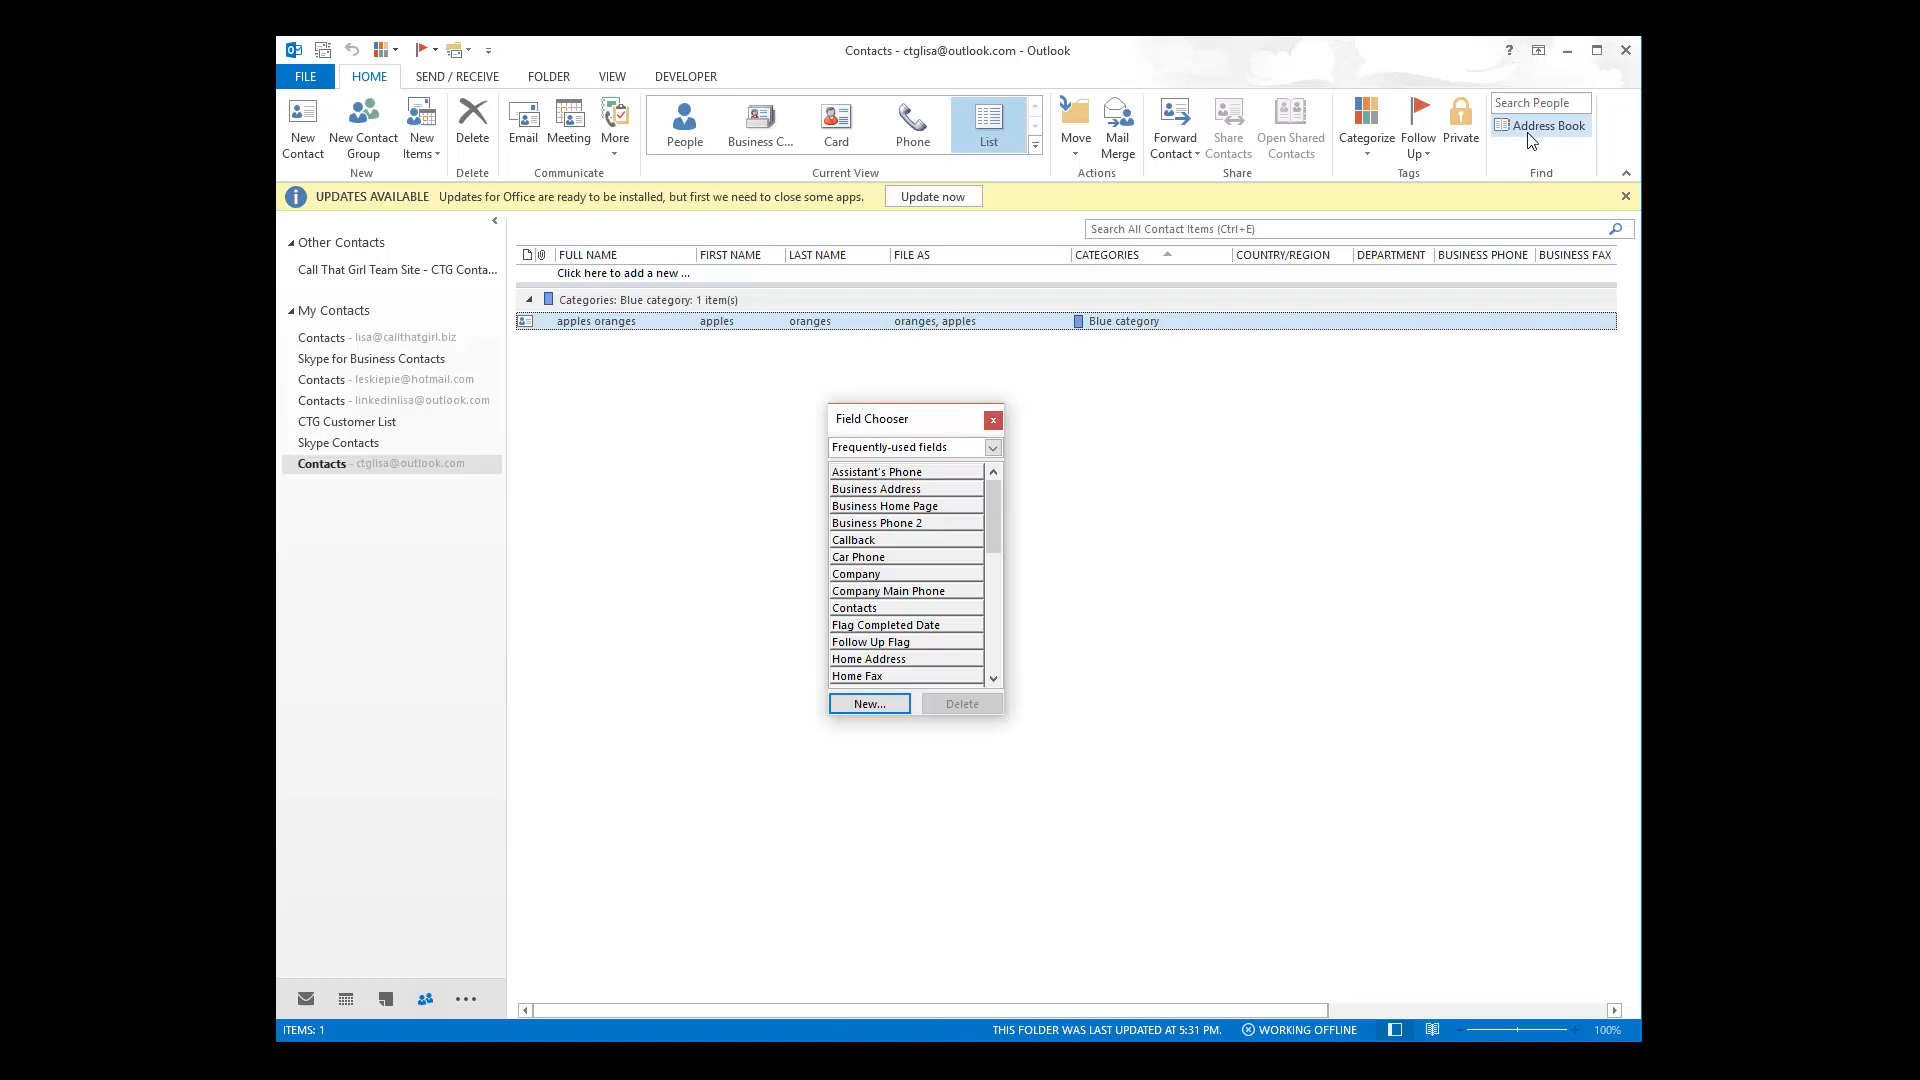 Contacts - ctglisa@outlook.com - Outlook
?
FILE HOME SEND / RECEIVE FOLDER VIEW DEVELOPER
New Contact
New Contact Group
New Items
New
Delete
Delete
Email
Meeting
More
Communicate
People
Business C...
Card
Phone
List
Current View
Move
Mail Merge
Actions
Forward Contact
Share Contacts
Open Shared Contacts
Share
Categorize
Follow Up
Private
Tags
Search People
Address Book
Find
UPDATES AVAILABLE Updates for Office are ready to be installed, but first we need to close some apps. Update now
Other Contacts
Call That Girl Team Site - CTG Conta...
My Contacts
Contacts - lisa@callthatgirl.biz
Skype for Business Contacts
Contacts - leskiepie@hotmail.com
Contacts - linkedinlisa@outlook.com
CTG Customer List
Skype Contacts
Contacts - ctglisa@outlook.com
Search All Contact Items (Ctrl+E)
FULL NAME FIRST NAME LAST NAME FILE AS CATEGORIES COUNTRY/REGION DEPARTMENT BUSINESS PHONE BUSINESS FAX
Click here to add a new ...
Categories: Blue category: 1 item(s)
apples oranges apples oranges oranges, apples Blue category
Field Chooser
Frequently-used fields
Assistant's Phone
Business Address
Business Home Page
Business Phone 2
Callback
Car Phone
Company
Company Main Phone
Contacts
Flag Completed Date
Follow Up Flag
Home Address
Home Fax
New... Delete
ITEMS: 1 THIS FOLDER WAS LAST UPDATED AT 5:31 PM. WORKING OFFLINE 100%